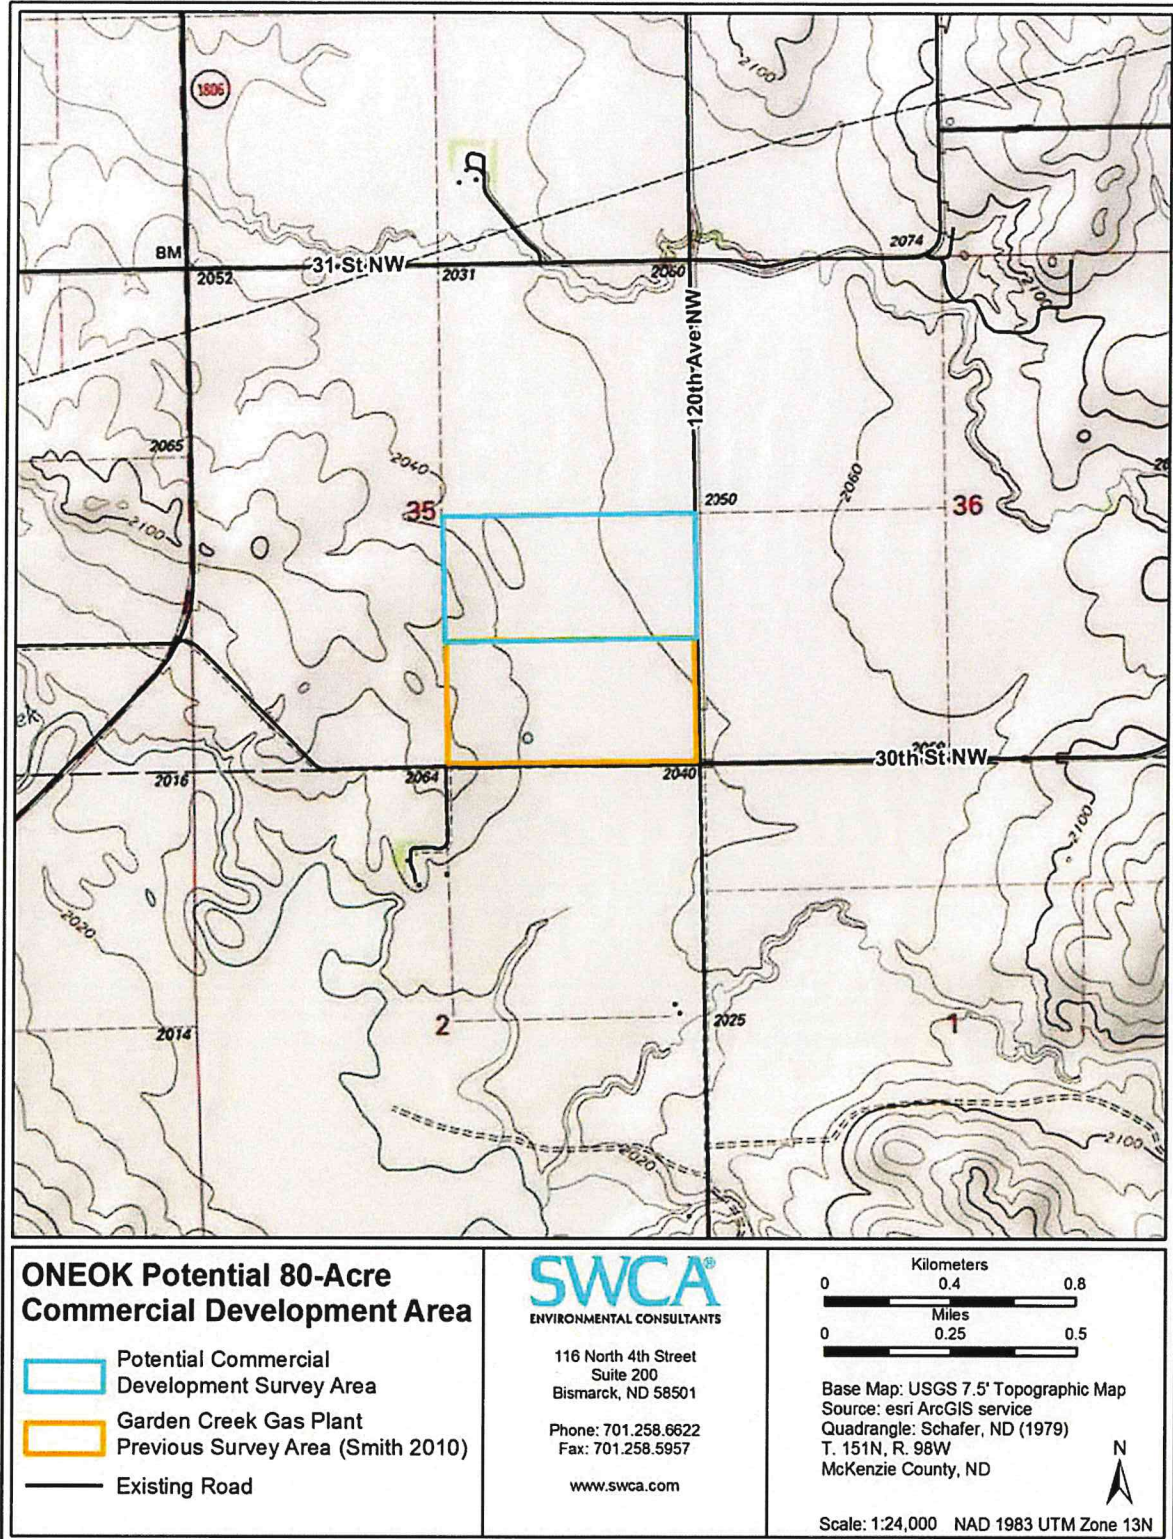 2100
1806
BM
31 St NW
2052
2031
2060
2074
2100
120th Ave NW
2065
2040
2060
2050
35
36
2100
2016
2064
2040
30th St NW
2100
2020
2014
2
2025
1
2020
2100
ONEOK Potential 80-Acre
Commercial Development Area
Potential Commercial
Development Survey Area
Garden Creek Gas Plant
Previous Survey Area (Smith 2010)
Existing Road
SWCA®
ENVIRONMENTAL CONSULTANTS
116 North 4th Street
Suite 200
Bismarck, ND 58501
Phone: 701.258.6622
Fax: 701.258.5957
www.swca.com
Kilometers
0 0.4 0.8
Miles
0 0.25 0.5
Base Map: USGS 7.5' Topographic Map
Source: esri ArcGIS service
Quadrangle: Schafer, ND (1979)
T. 151N, R. 98W
McKenzie County, ND
N
Scale: 1:24,000 NAD 1983 UTM Zone 13N